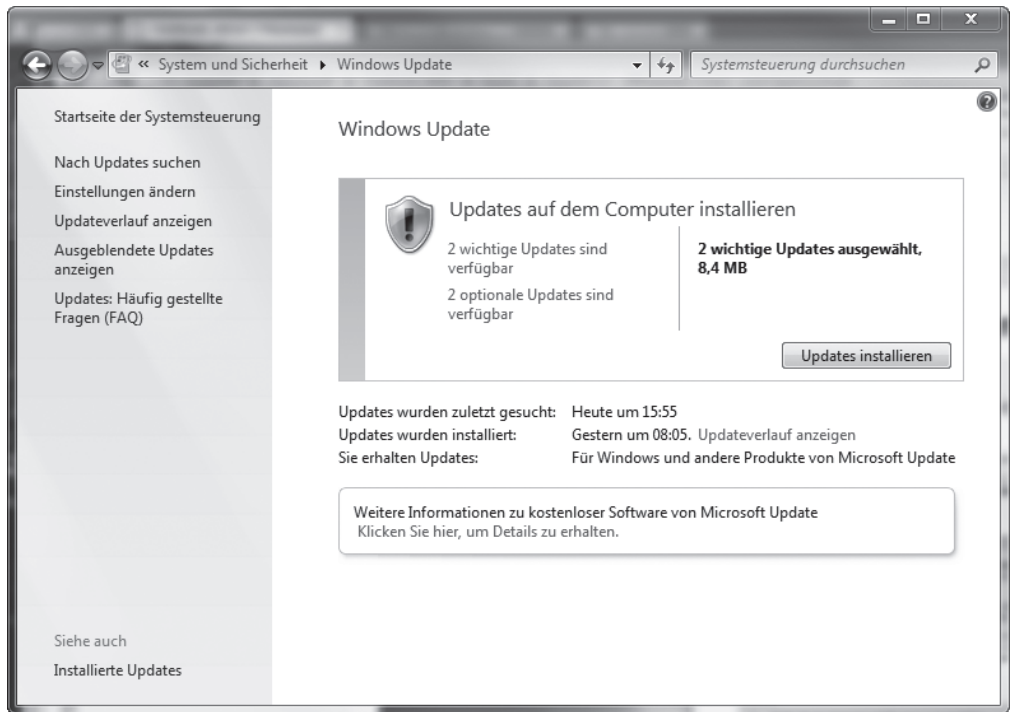 « System und Sicherheit ▸ Windows Update
Systemsteuerung durchsuchen
Startseite der Systemsteuerung
Nach Updates suchen
Einstellungen ändern
Updateverlauf anzeigen
Ausgeblendete Updates
anzeigen
Updates: Häufig gestellte
Fragen (FAQ)
Siehe auch
Installierte Updates
Windows Update
Updates auf dem Computer installieren
2 wichtige Updates sind
verfügbar
2 optionale Updates sind
verfügbar
2 wichtige Updates ausgewählt,
8,4 MB
Updates installieren
Updates wurden zuletzt gesucht: Heute um 15:55
Updates wurden installiert: Gestern um 08:05. Updateverlauf anzeigen
Sie erhalten Updates: Für Windows und andere Produkte von Microsoft Update
Weitere Informationen zu kostenloser Software von Microsoft Update
Klicken Sie hier, um Details zu erhalten.